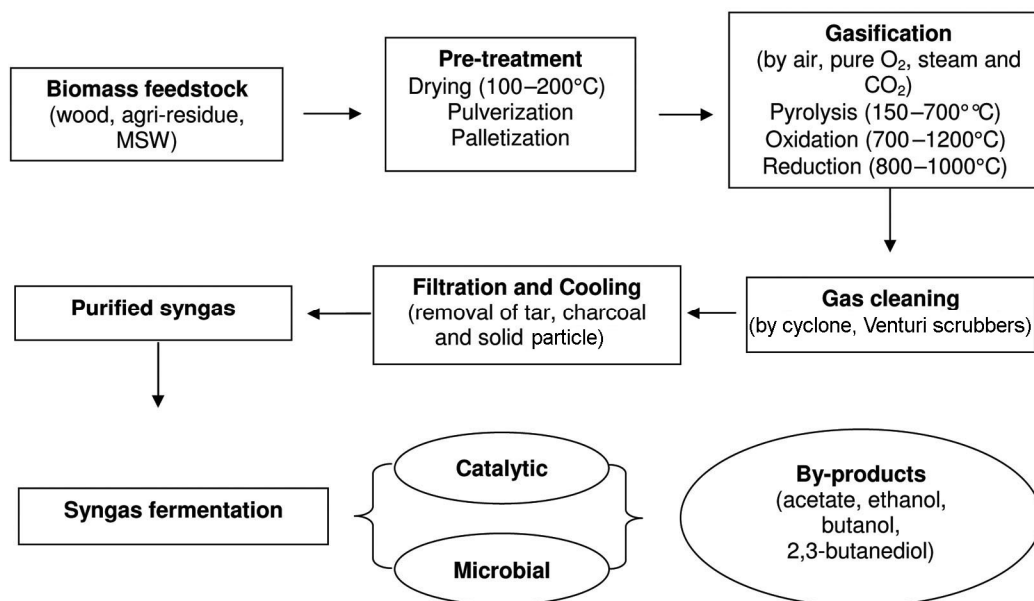 Biomass feedstock
(wood, agri-residue,
MSW)
Pre-treatment
Drying (100–200°C)
Pulverization
Palletization
Gasification
(by air, pure O₂, steam and
CO₂)
Pyrolysis (150–700°°C)
Oxidation (700–1200°C)
Reduction (800–1000°C)
Gas cleaning
(by cyclone, Venturi scrubbers)
Filtration and Cooling
(removal of tar, charcoal
and solid particle)
Purified syngas
Syngas fermentation
Catalytic
Microbial
By-products
(acetate, ethanol,
butanol,
2,3-butanediol)